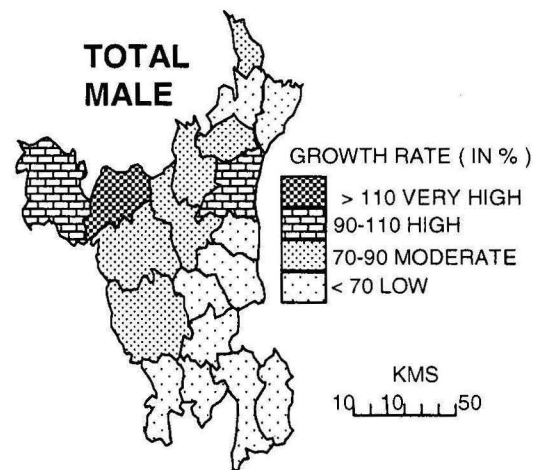 TOTAL
MALE
GROWTH RATE ( IN % )
> 110 VERY HIGH
90-110 HIGH
70-90 MODERATE
< 70 LOW
KMS
10 10 50